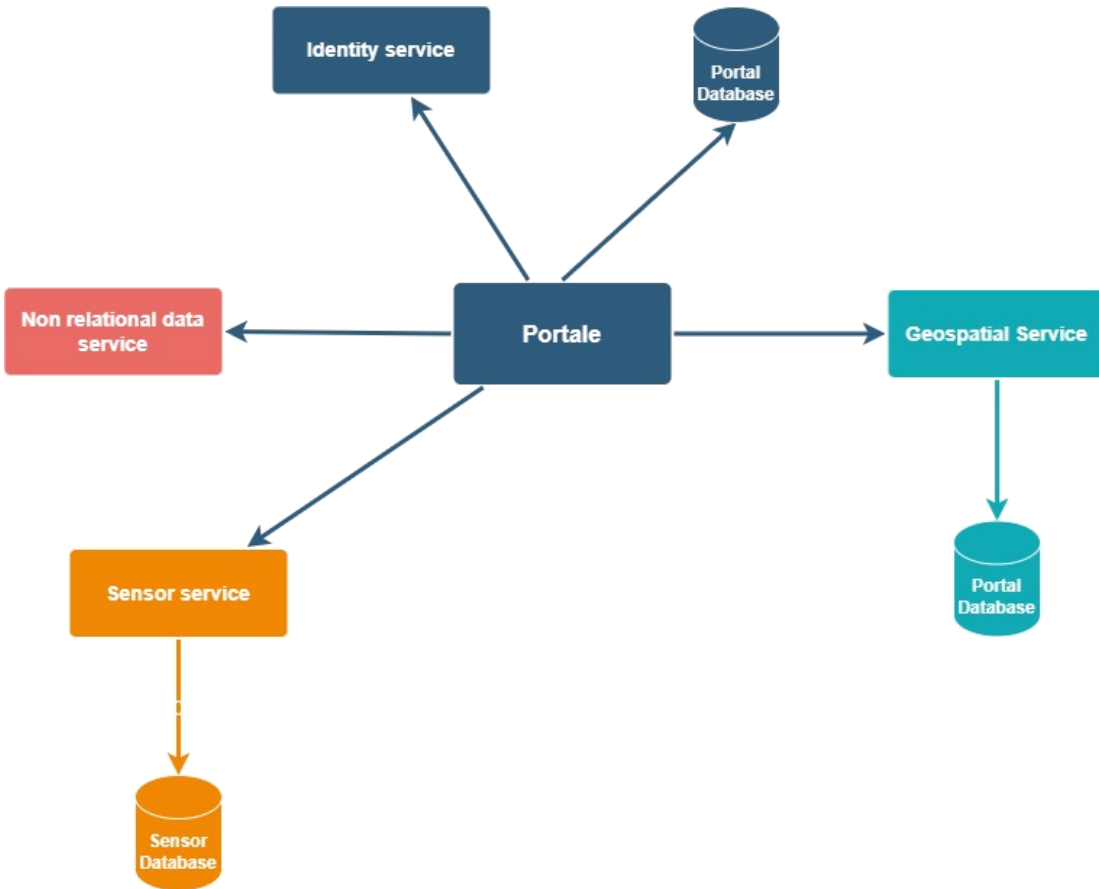 Identity service
Portal
Database
Non relational data
service
Portale
Geospatial Service
Portal
Database
Sensor service
Sensor
Database